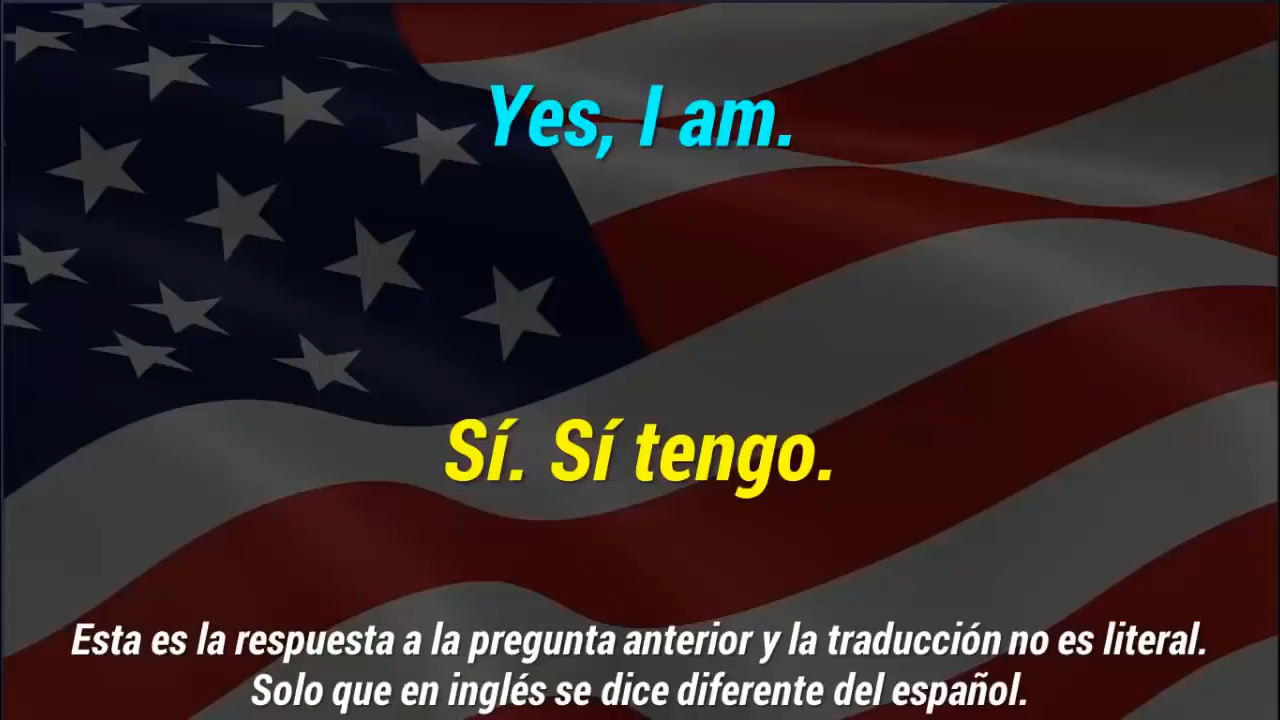 Yes, I am.
Sí. Sí tengo.
Esta es la respuesta a la pregunta anterior y la traducción no es literal.
Solo que en inglés se dice diferente del español.